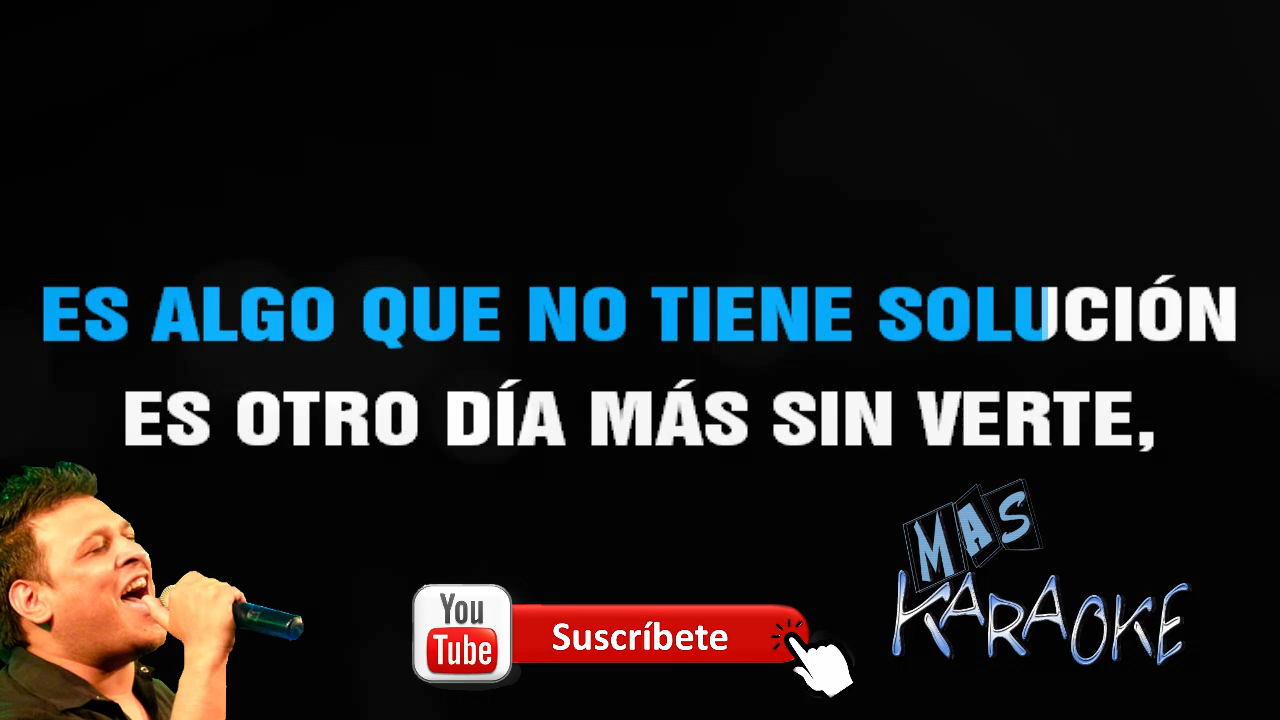 ES ALGO QUE NO TIENE SOLUCIÓN
ES OTRO DÍA MÁS SIN VERTE,
MAS
KARAOKE
You
Tube
Suscríbete